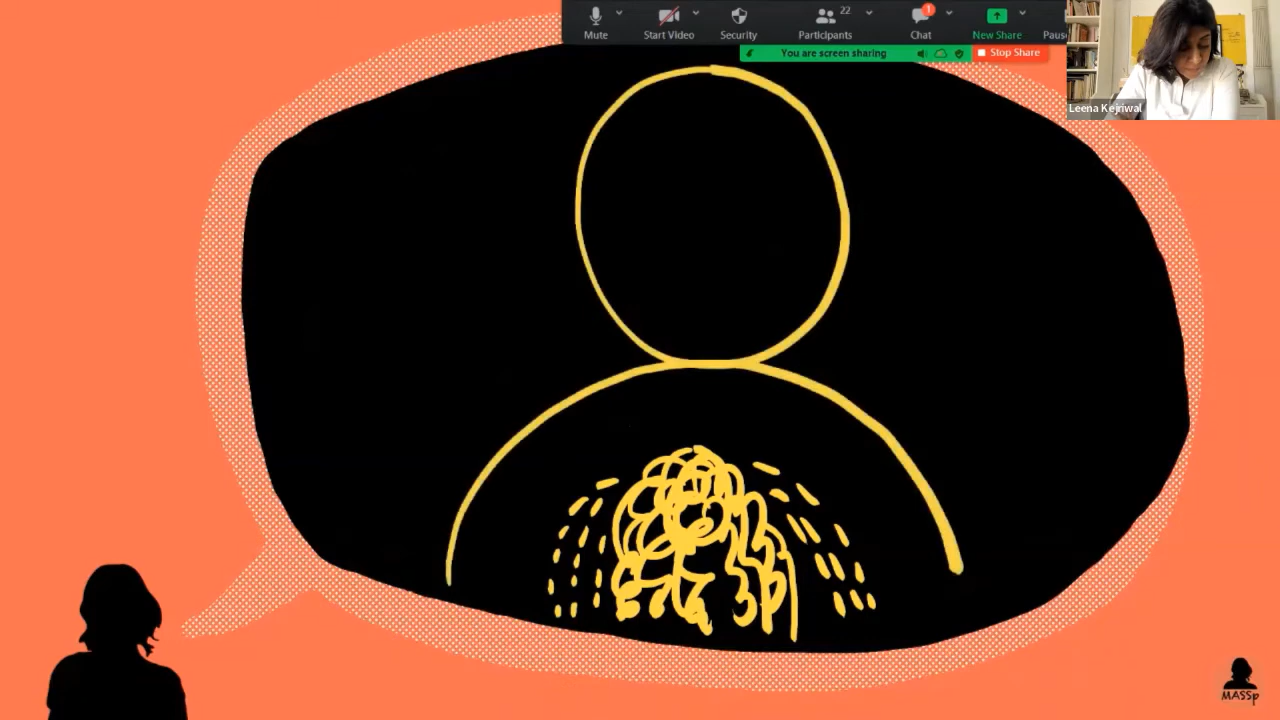 22
1
Mute
Start Video
Security
Participants
Chat
New Share
Paus
You are screen sharing
Stop Share
Leena Kejriwal
MASSp